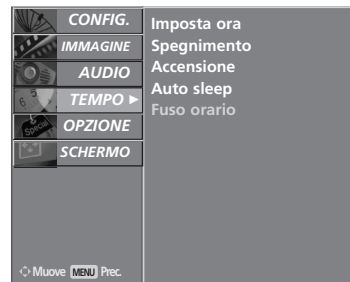 CONFIG.
IMMAGINE
AUDIO
TEMPO ►
OPZIONE
SCHERMO
Imposta ora
Spegnimento
Accensione
Auto sleep
Fuso orario
Muove MENU Prec.